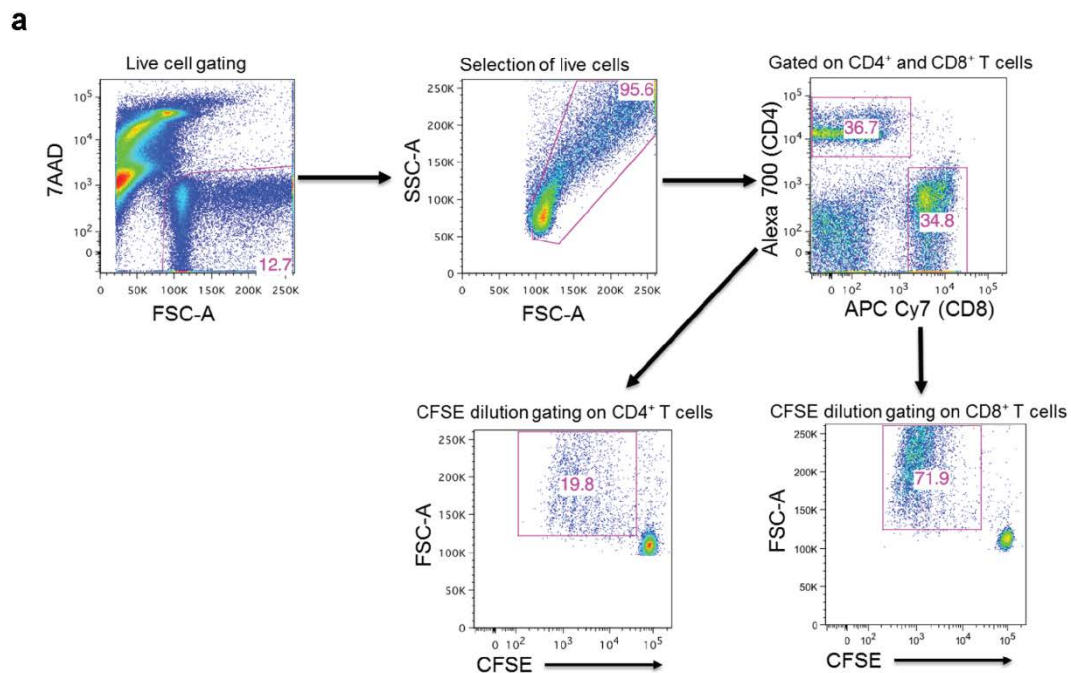 a
Live cell gating
Selection of live cells
Gated on CD4⁺ and CD8⁺ T cells
7AAD
10⁵
10⁴
10³
10²
0
12.7
0 50K 100K 150K 200K 250K
FSC-A
SSC-A
250K
200K
150K
100K
50K
0
95.6
0 50K 100K 150K 200K 250K
FSC-A
Alexa 700 (CD4)
10⁵
10⁴
10³
10²
0
36.7
34.8
0 10² 10³ 10⁴ 10⁵
APC Cy7 (CD8)
CFSE dilution gating on CD4⁺ T cells
CFSE dilution gating on CD8⁺ T cells
FSC-A
250K
200K
150K
100K
50K
0
19.8
0 10² 10³ 10⁴ 10⁵
CFSE
FSC-A
250K
200K
150K
100K
50K
0
71.9
0 10² 10³ 10⁴ 10⁵
CFSE